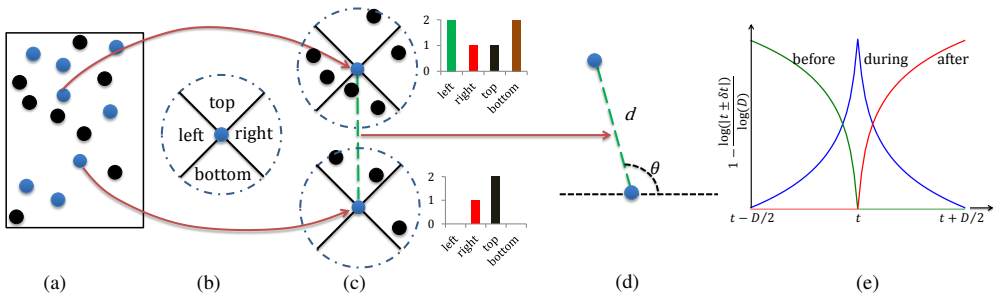 top
left
right
bottom
2
1
0
left
right
top
bottom
2
1
0
left
right
top
bottom
d
θ
1 − log(|t ± δt|) / log(D)
before
during
after
t − D/2
t
t + D/2
(a)
(b)
(c)
(d)
(e)